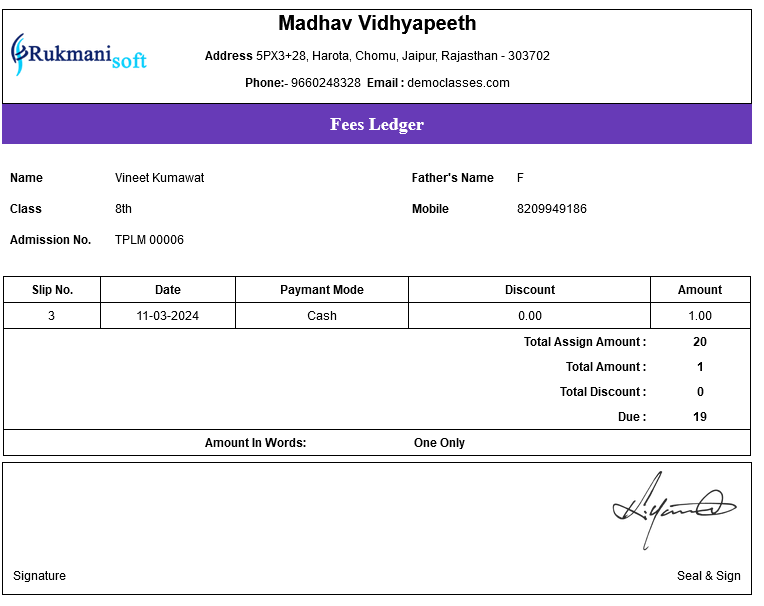 Madhav Vidhyapeeth
Rukmani soft
Address 5PX3+28, Harota, Chomu, Jaipur, Rajasthan - 303702
Phone:- 9660248328 Email : democlasses.com
Fees Ledger
Name Vineet Kumawat Father's Name F
Class 8th Mobile 8209949186
Admission No. TPLM 00006
Slip No. Date Paymant Mode Discount Amount
3 11-03-2024 Cash 0.00 1.00
Total Assign Amount : 20
Total Amount : 1
Total Discount : 0
Due : 19
Amount In Words: One Only
Signature Seal & Sign